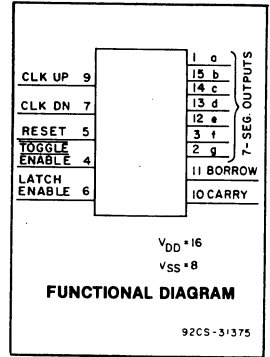 CLK UP 9
CLK DN 7
RESET 5
TOGGLE
ENABLE 4
LATCH
ENABLE 6
1 a
15 b
14 c
13 d
12 e
3 f
2 g
7-SEG. OUTPUTS
11 BORROW
10 CARRY
VDD = 16
VSS = 8
FUNCTIONAL DIAGRAM
92CS-31375